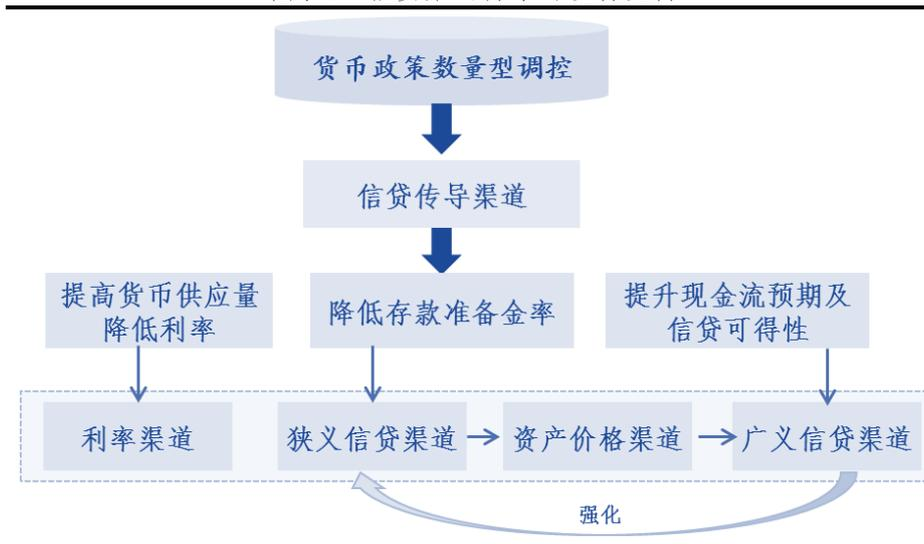 货币政策数量型调控
信贷传导渠道
提高货币供应量
降低利率
降低存款准备金率
提升现金流预期及
信贷可得性
利率渠道
狭义信贷渠道
资产价格渠道
广义信贷渠道
强化